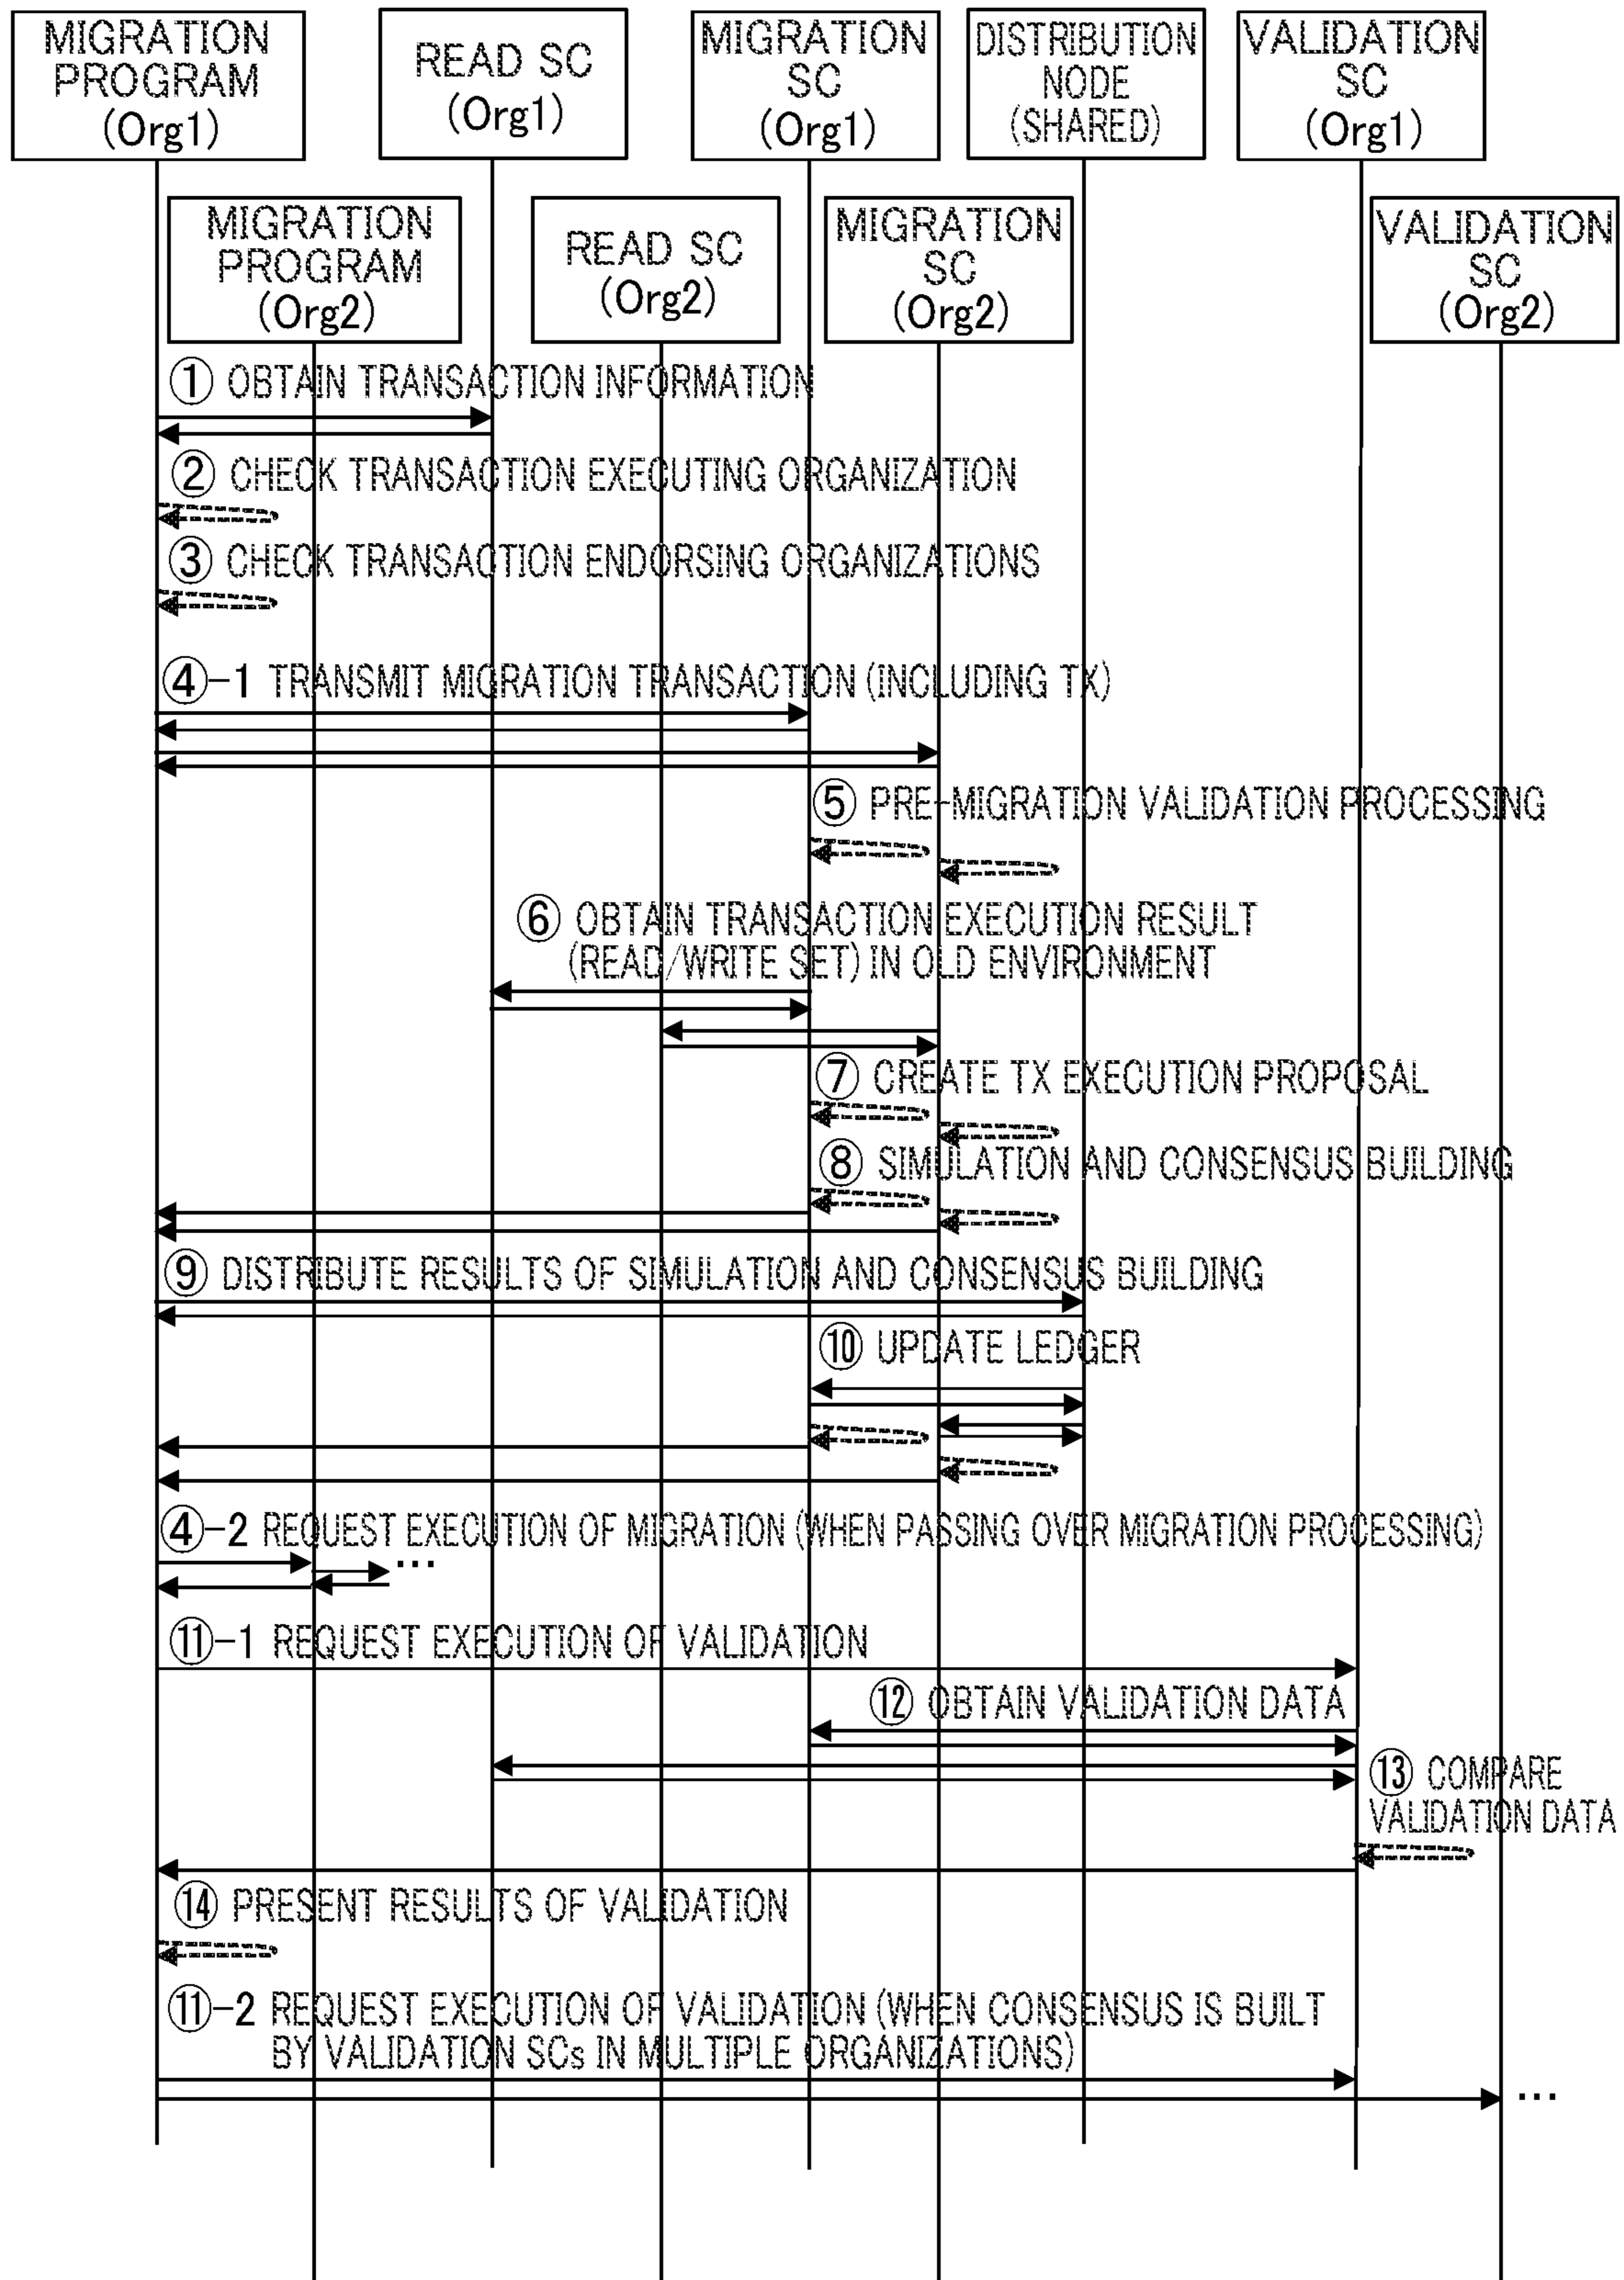 MIGRATION
PROGRAM
(Org1)
READ SC
(Org1)
MIGRATION
SC
(Org1)
DISTRIBUTION
NODE
(SHARED)
VALIDATION
SC
(Org1)
MIGRATION
PROGRAM
(Org2)
READ SC
(Org2)
MIGRATION
SC
(Org2)
VALIDATION
SC
(Org2)
① OBTAIN TRANSACTION INFORMATION
② CHECK TRANSACTION EXECUTING ORGANIZATION
③ CHECK TRANSACTION ENDORSING ORGANIZATIONS
④-1 TRANSMIT MIGRATION TRANSACTION (INCLUDING TX)
⑤ PRE-MIGRATION VALIDATION PROCESSING
⑥ OBTAIN TRANSACTION EXECUTION RESULT
(READ/WRITE SET) IN OLD ENVIRONMENT
⑦ CREATE TX EXECUTION PROPOSAL
⑧ SIMULATION AND CONSENSUS BUILDING
⑨ DISTRIBUTE RESULTS OF SIMULATION AND CONSENSUS BUILDING
⑩ UPDATE LEDGER
④-2 REQUEST EXECUTION OF MIGRATION (WHEN PASSING OVER MIGRATION PROCESSING)
...
⑪-1 REQUEST EXECUTION OF VALIDATION
⑫ OBTAIN VALIDATION DATA
⑬ COMPARE
VALIDATION DATA
⑭ PRESENT RESULTS OF VALIDATION
⑪-2 REQUEST EXECUTION OF VALIDATION (WHEN CONSENSUS IS BUILT
BY VALIDATION SCs IN MULTIPLE ORGANIZATIONS)
...